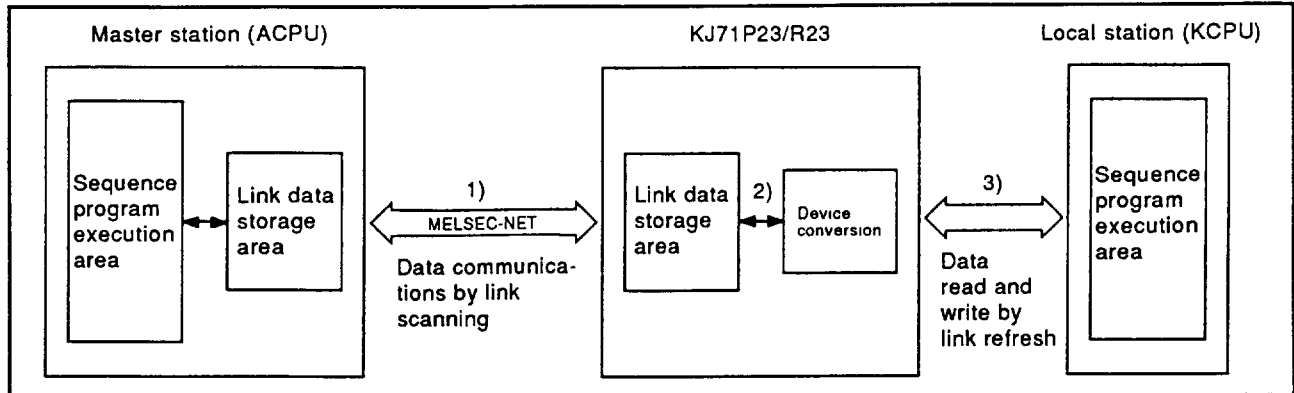 Master station (ACPU)
KJ71P23/R23
Local station (KCPU)
Sequence
program
execution
area
Link data
storage
area
1)
MELSEC-NET
Data communica-
tions by link
scanning
Link data
storage
area
2)
Device
conversion
3)
Data
read and
write by
link refresh
Sequence
program
execution
area